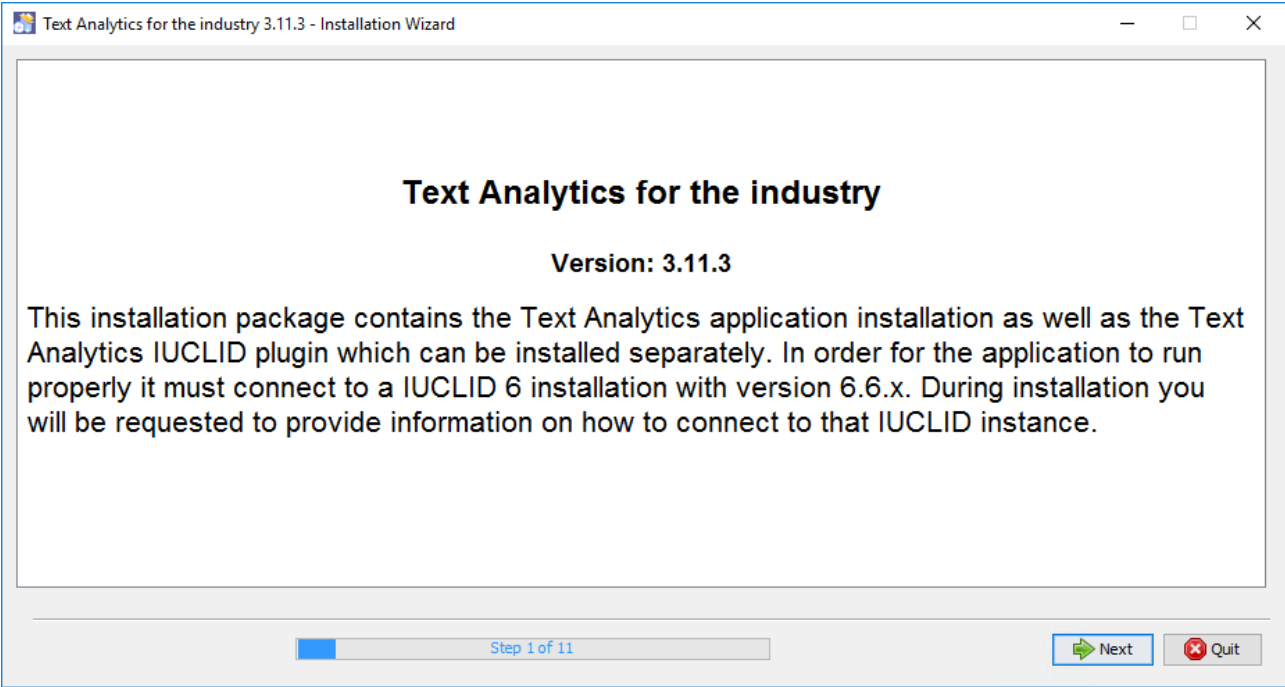 Text Analytics for the industry 3.11.3 - Installation Wizard
Text Analytics for the industry
Version: 3.11.3
This installation package contains the Text Analytics application installation as well as the Text
Analytics IUCLID plugin which can be installed separately. In order for the application to run
properly it must connect to a IUCLID 6 installation with version 6.6.x. During installation you
will be requested to provide information on how to connect to that IUCLID instance.
Step 1 of 11
Next
Quit